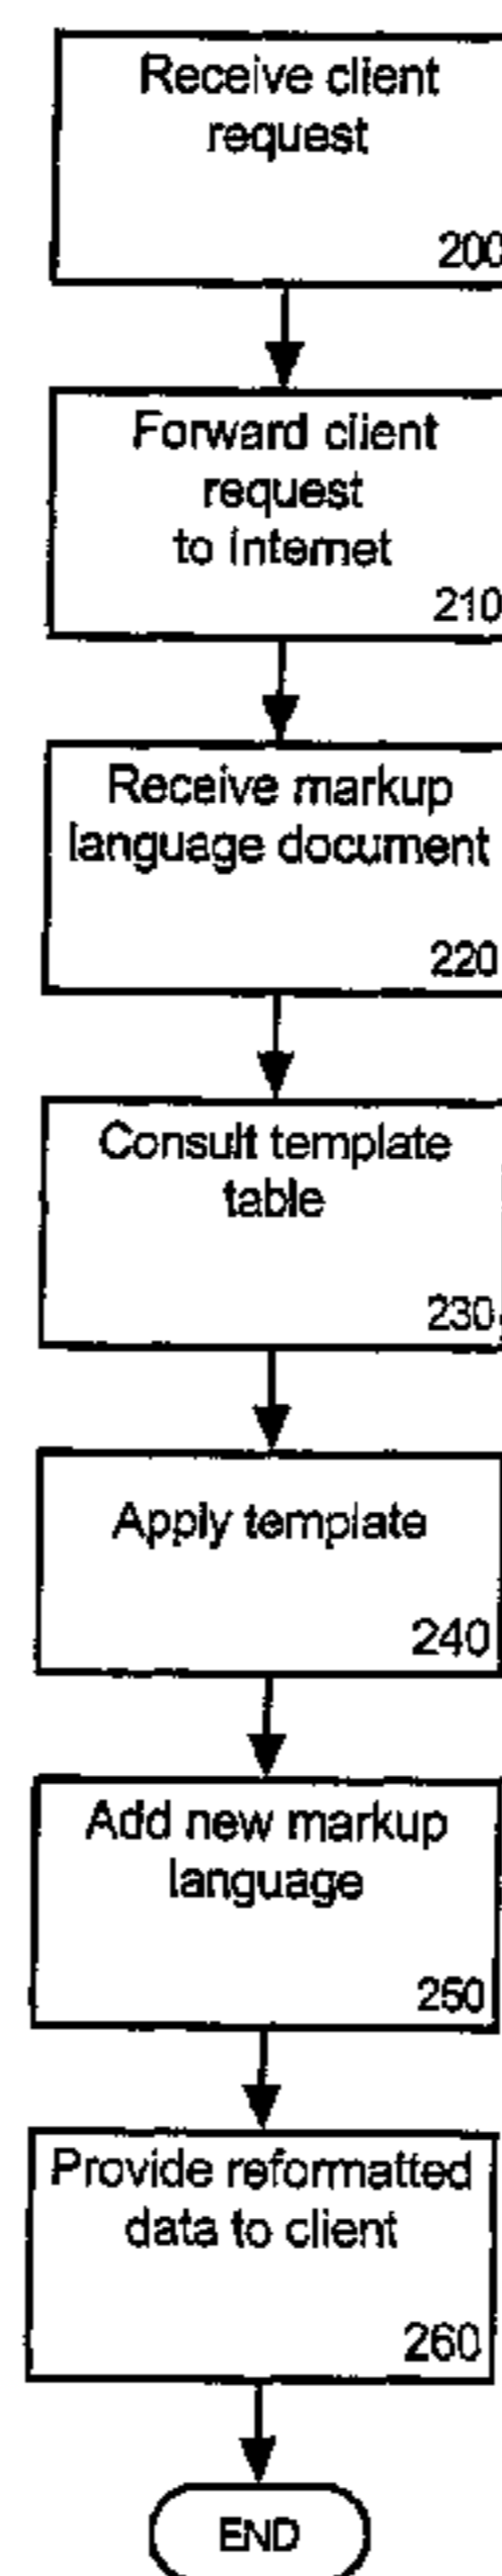 Receive client
request
200
Forward client
request
to Internet
210
Receive markup
language document
220
Consult template
table
230
Apply template
240
Add new markup
language
250
Provide reformatted
data to client
260
END